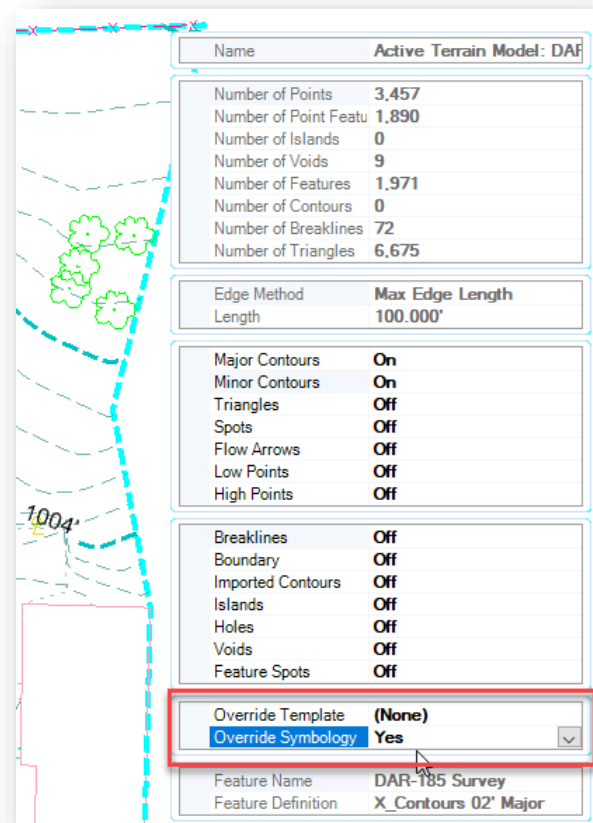 Name Active Terrain Model: DAR
Number of Points 3,457
Number of Point Featu 1,890
Number of Islands 0
Number of Voids 9
Number of Features 1,971
Number of Contours 0
Number of Breaklines 72
Number of Triangles 6,675
Edge Method Max Edge Length
Length 100.000'
Major Contours On
Minor Contours On
Triangles Off
Spots Off
Flow Arrows Off
Low Points Off
High Points Off
1004'
E
Breaklines Off
Boundary Off
Imported Contours Off
Islands Off
Holes Off
Voids Off
Feature Spots Off
Override Template (None)
Override Symbology Yes
Feature Name DAR-185 Survey
Feature Definition X_Contours 02' Major